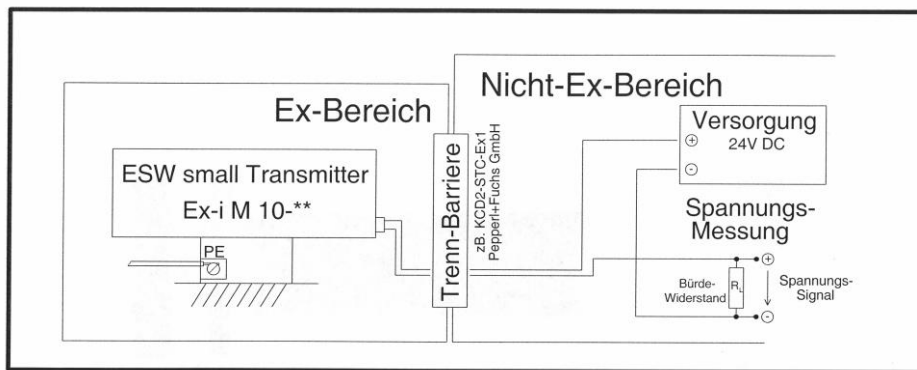 Ex-Bereich
Nicht-Ex-Bereich
ESW small Transmitter
Ex-i M 10-**
PE
Trenn-Barriere
zB. KCD2-STC-Ex1
Pepperl+Fuchs GmbH
Versorgung
24V DC
+
-
Spannungs-
Messung
Bürde-
Widerstand
RL
+
Spannungs-
Signal
-